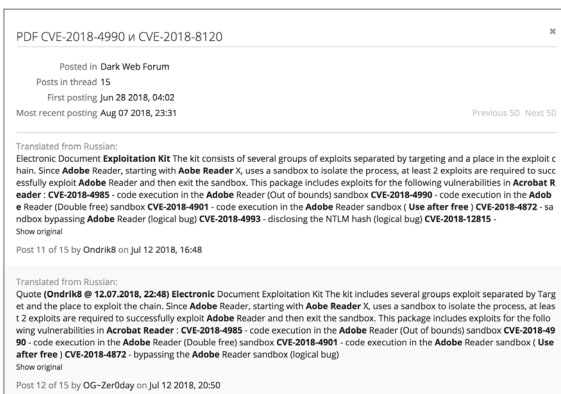 PDF CVE-2018-4990 и CVE-2018-8120
Posted in Dark Web Forum
Posts in thread 15
First posting Jun 28 2018, 04:02
Most recent posting Aug 07 2018, 23:31
Previous 50 Next 50
Translated from Russian:
Electronic Document Exploitation Kit The kit consists of several groups of exploits separated by targeting and a place in the exploit c
hain. Since Adobe Reader, starting with Aobe Reader X, uses a sandbox to isolate the process, at least 2 exploits are required to succ
essfully exploit Adobe Reader and then exit the sandbox. This package includes exploits for the following vulnerabilities in Acrobat R
eader : CVE-2018-4985 - code execution in the Adobe Reader (Out of bounds) sandbox CVE-2018-4990 - code execution in the Adob
e Reader (Double free) sandbox CVE-2018-4901 - code execution in the Adobe Reader sandbox ( Use after free ) CVE-2018-4872 - sa
ndbox bypassing Adobe Reader (logical bug) CVE-2018-4993 - disclosing the NTLM hash (logical bug) CVE-2018-12815 -
Show original
Post 11 of 15 by Ondrik8 on Jul 12 2018, 16:48
Translated from Russian:
Quote (Ondrik8 @ 12.07.2018, 22:48) Electronic Document Exploitation Kit The kit includes several groups exploit separated by Targ
et and the place to exploit the chain. Since Adobe Reader, starting with Aobe Reader X, uses a sandbox to isolate the process, at leas
t 2 exploits are required to successfully exploit Adobe Reader and then exit the sandbox. This package includes exploits for the follo
wing vulnerabilities in Acrobat Reader : CVE-2018-4985 - code execution in the Adobe Reader (Out of bounds) sandbox CVE-2018-49
90 - code execution in the Adobe Reader (Double free) sandbox CVE-2018-4901 - code execution in the Adobe Reader sandbox ( Use
after free ) CVE-2018-4872 - bypassing the Adobe Reader sandbox (logical bug)
Show original
Post 12 of 15 by OG~Zer0day on Jul 12 2018, 20:50